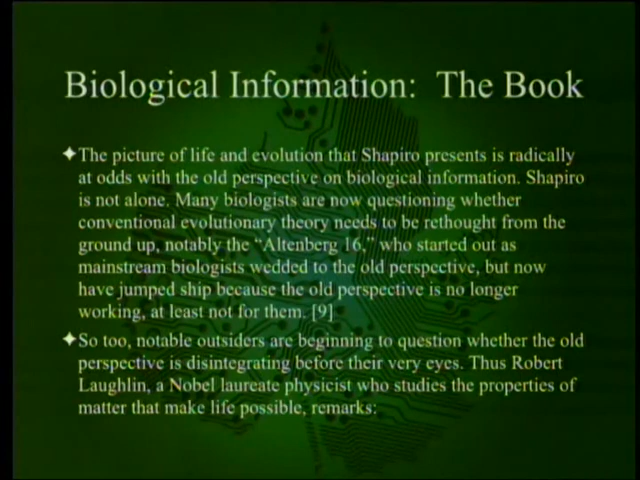 Biological Information: The Book
The picture of life and evolution that Shapiro presents is radically
at odds with the old perspective on biological information. Shapiro
is not alone. Many biologists are now questioning whether
conventional evolutionary theory needs to be rethought from the
ground up, notably the “Altenberg 16,” who started out as
mainstream biologists wedded to the old perspective, but now
have jumped ship because the old perspective is no longer
working, at least not for them. [9]
So too, notable outsiders are beginning to question whether the old
perspective is disintegrating before their very eyes. Thus Robert
Laughlin, a Nobel laureate physicist who studies the properties of
matter that make life possible, remarks: